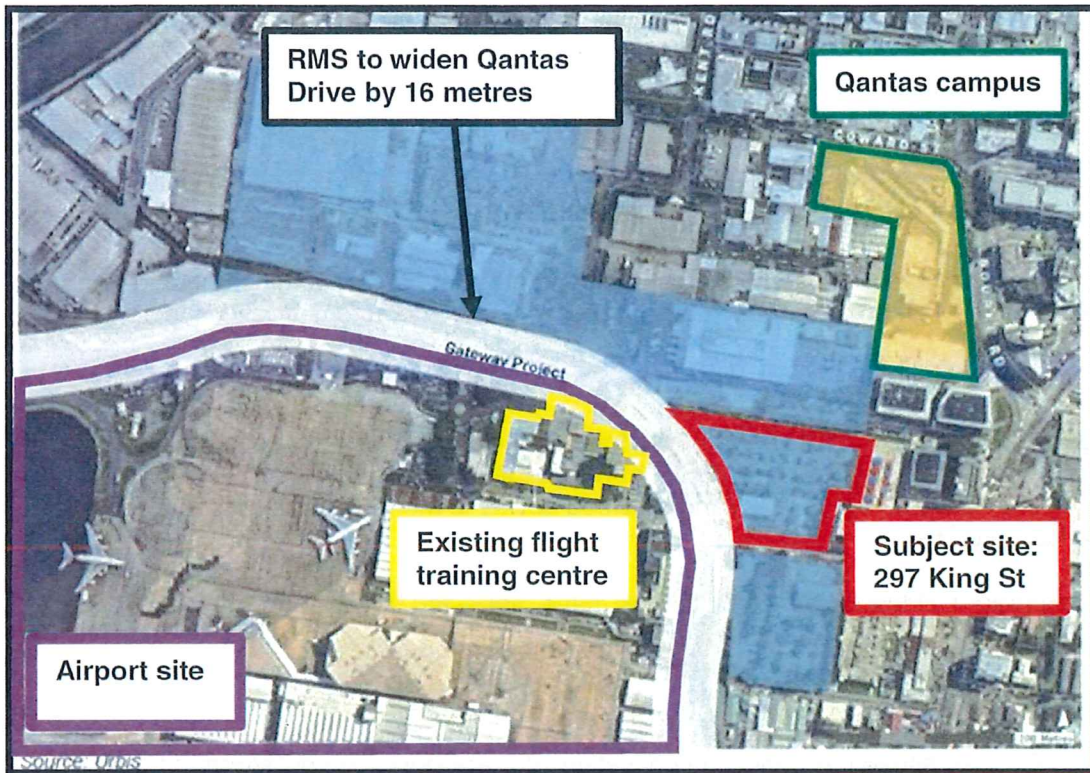 RMS to widen Qantas
Drive by 16 metres
Qantas campus
COWARD ST
RD
Gateway Project
Existing flight
training centre
Subject site:
297 King St
Airport site
Source: Urbis